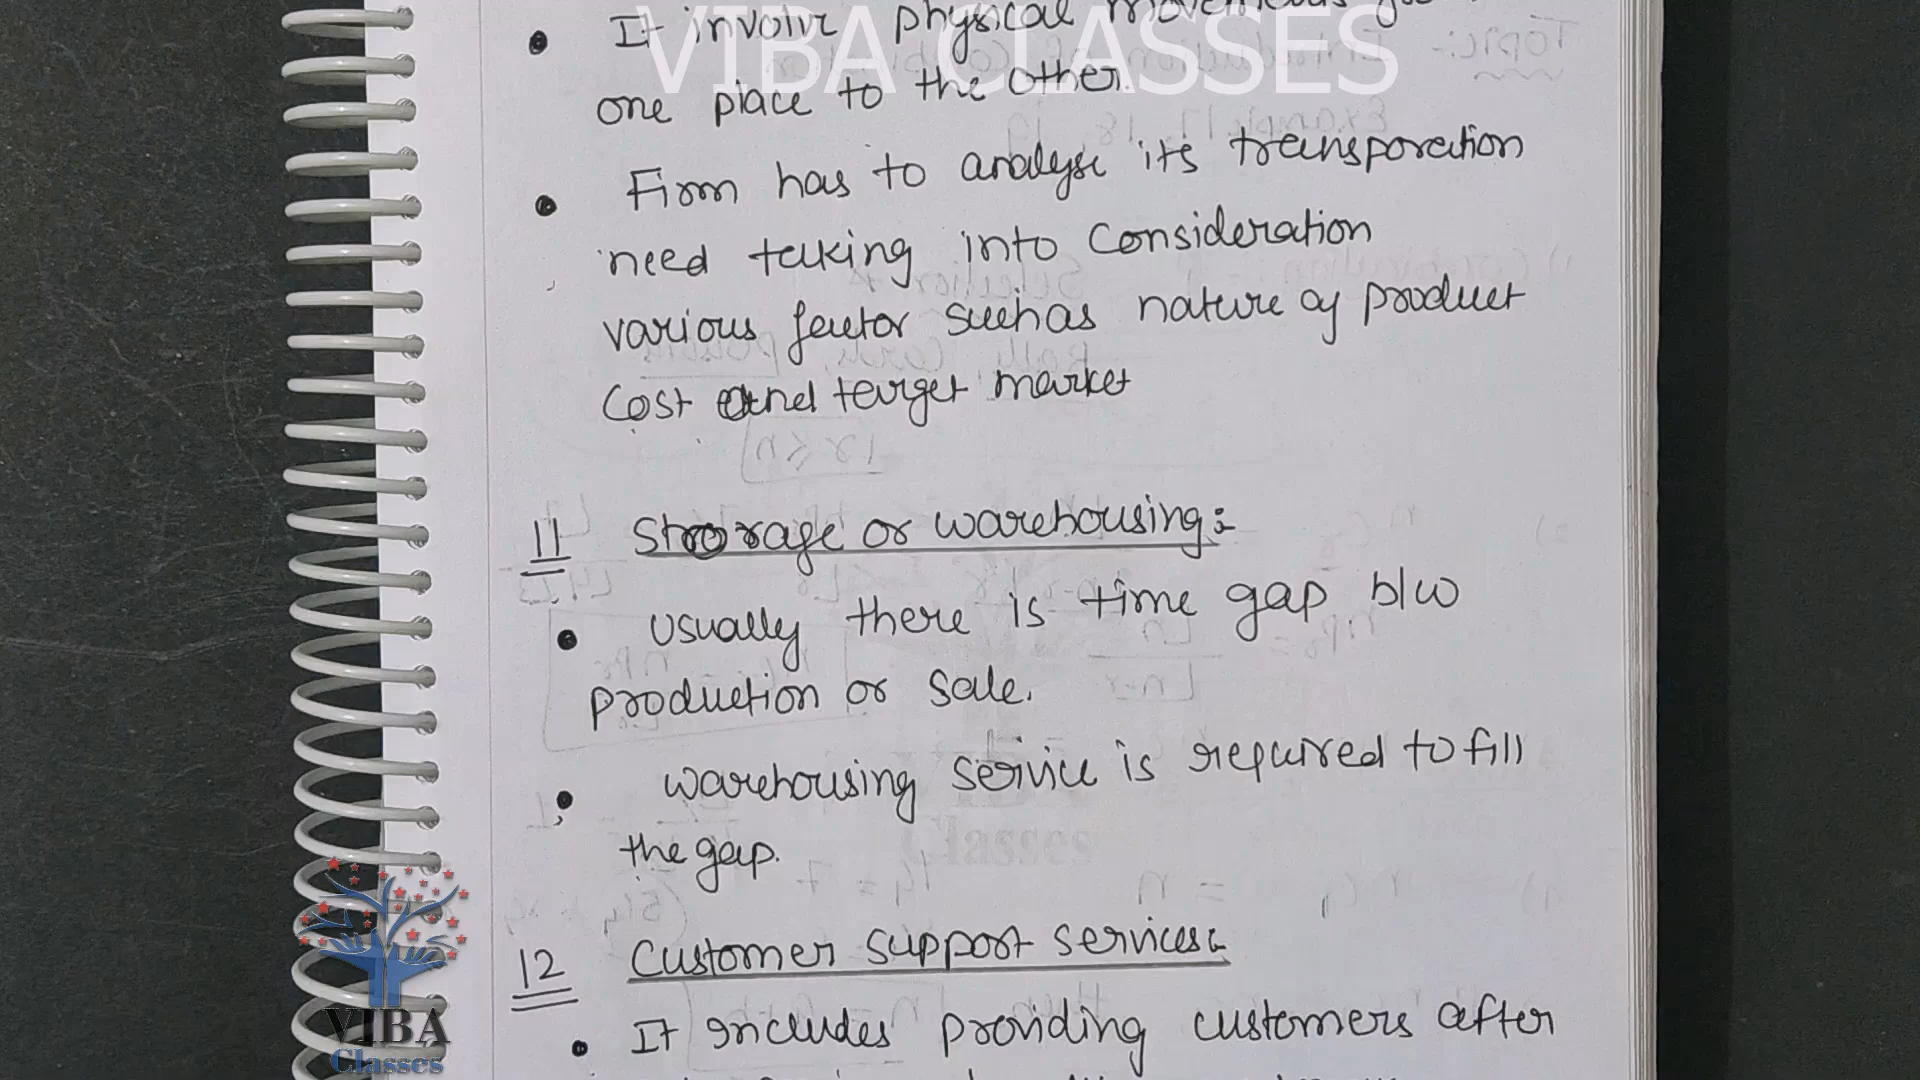 It involve physical movement
VIBA CLASSES
one place to the other.
Firm has to analyse its transporation
need taking into consideration
various factor such as nature of product
cost and target market
11 Storage or warehousing:
usually there is time gap b/w
production or sale.
warehousing service is required to fill
the gap.
12 Customer support services:
It includes providing customers after
VIBA
Classes